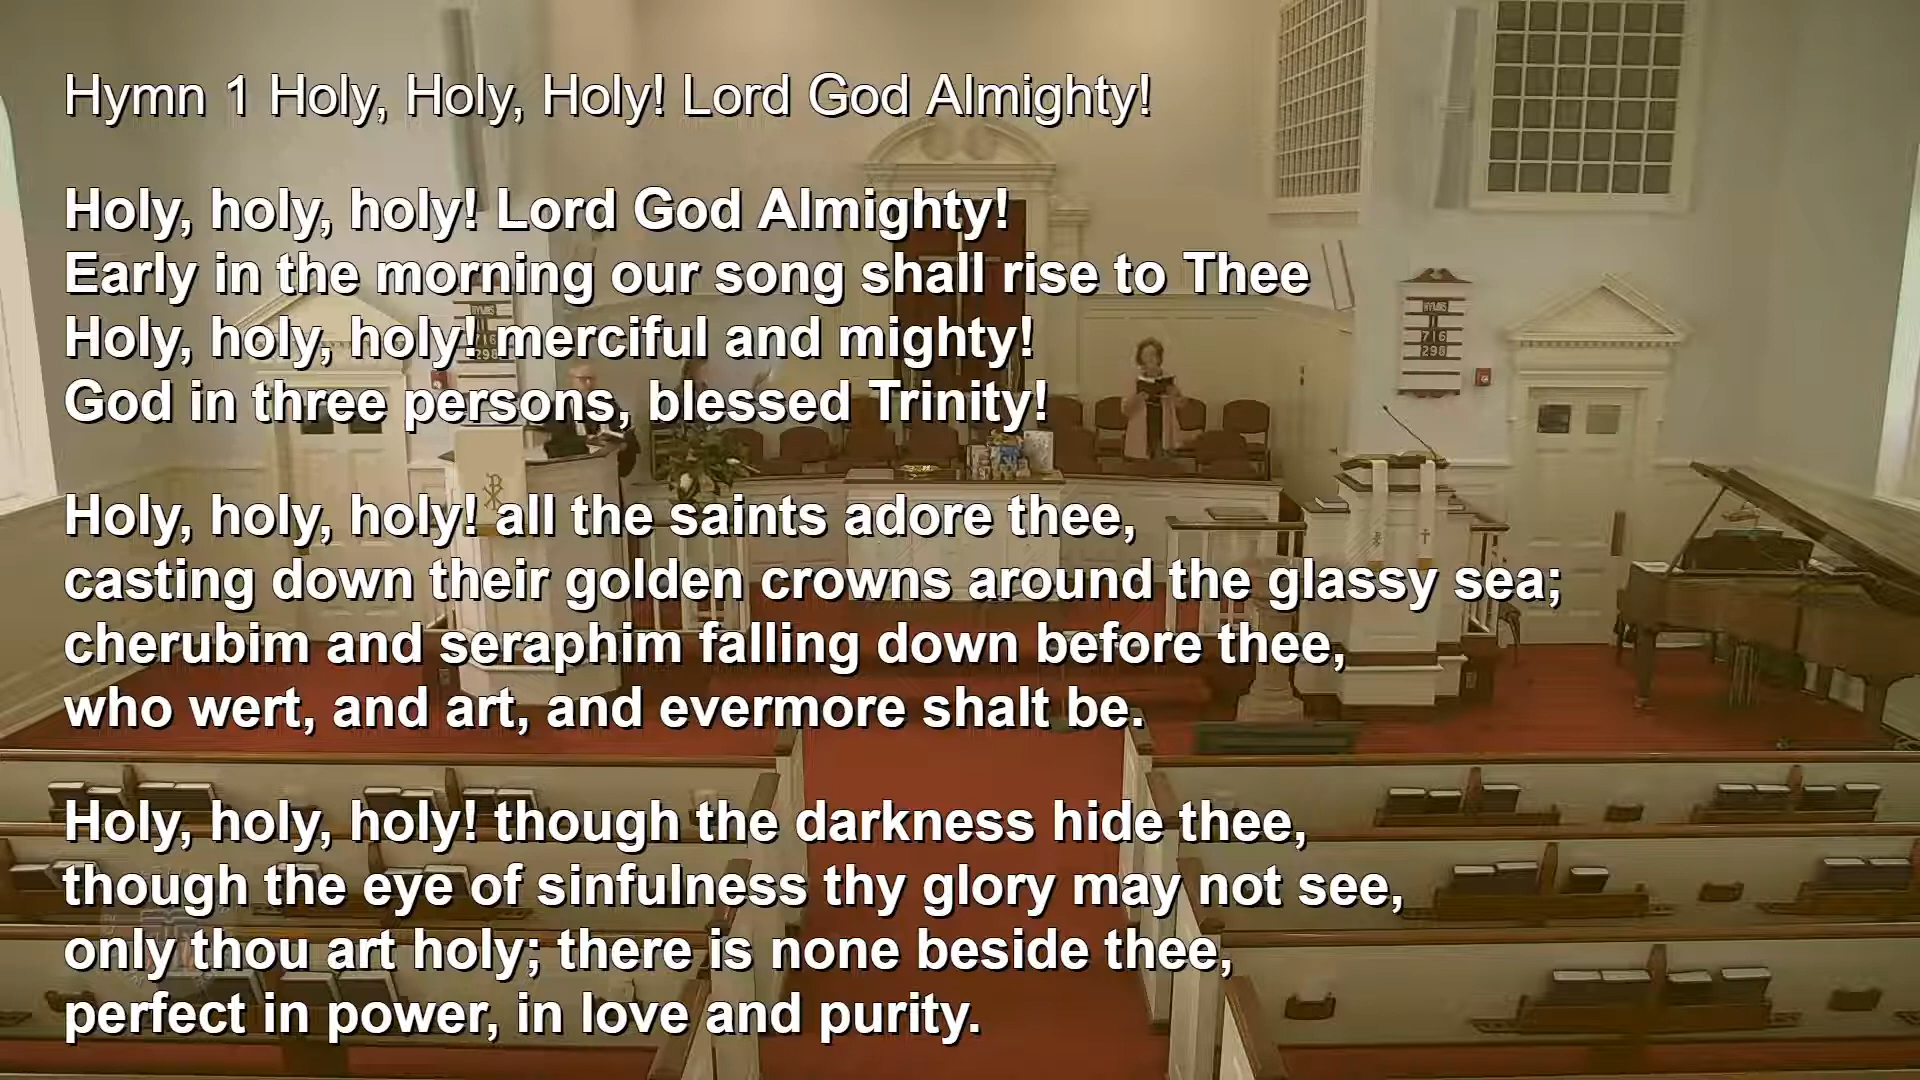 Hymn 1 Holy, Holy, Holy! Lord God Almighty!
Holy, holy, holy! Lord God Almighty!
Early in the morning our song shall rise to Thee
Holy, holy, holy! merciful and mighty!
God in three persons, blessed Trinity!
Holy, holy, holy! all the saints adore thee,
casting down their golden crowns around the glassy sea;
cherubim and seraphim falling down before thee,
who wert, and art, and evermore shalt be.
Holy, holy, holy! though the darkness hide thee,
though the eye of sinfulness thy glory may not see,
only thou art holy; there is none beside thee,
perfect in power, in love and purity.
HYMNS
1
716
298